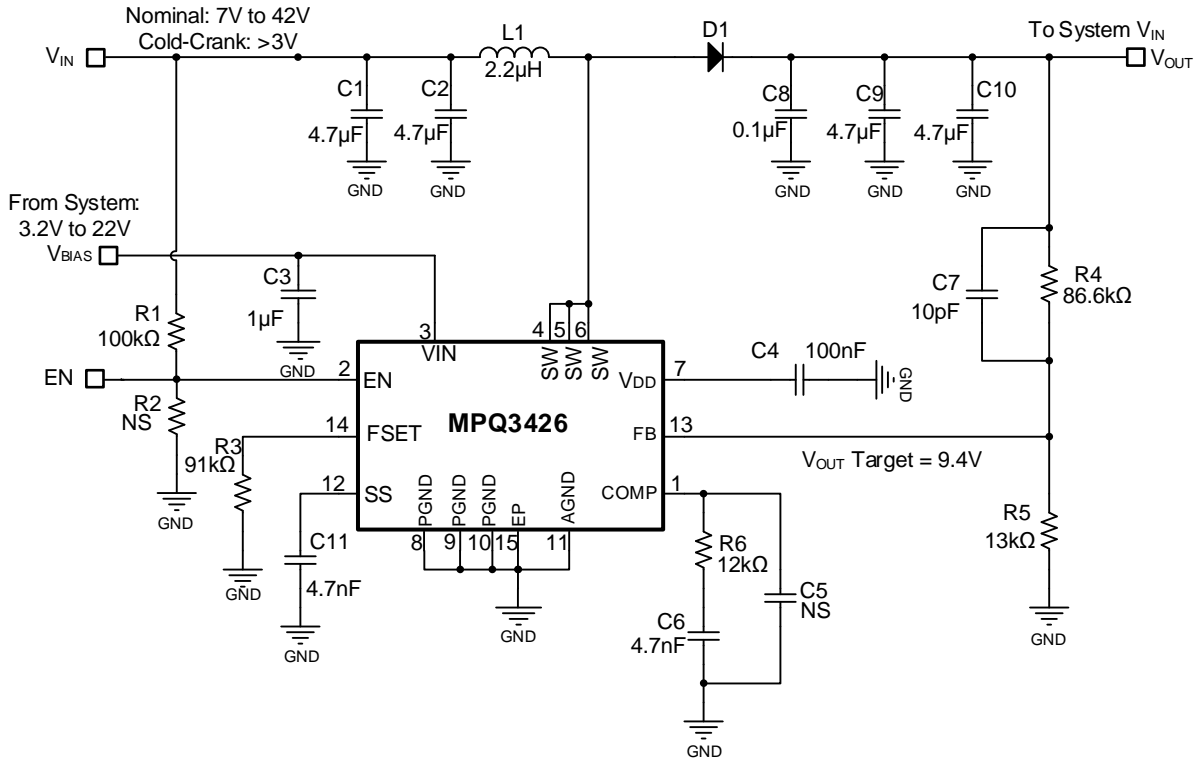 Nominal: 7V to 42V
Cold-Crank: >3V
VIN
L1
2.2µH
D1
To System VIN
VOUT
C1
4.7µF
GND
C2
4.7µF
GND
C8
0.1µF
GND
C9
4.7µF
GND
C10
4.7µF
GND
From System:
3.2V to 22V
VBIAS
C3
1µF
GND
R1
100kΩ
C7
10pF
R4
86.6kΩ
EN
R2
NS
GND
R3
91kΩ
GND
C11
4.7nF
GND
3
VIN
4
SW
5
SW
6
SW
2
EN
14
FSET
12
SS
MPQ3426
VDD
7
FB
13
COMP
1
PGND
8
PGND
9
PGND
10
EP
15
AGND
11
GND
C4
100nF
GND
VOUT Target = 9.4V
R6
12kΩ
C6
4.7nF
C5
NS
GND
R5
13kΩ
GND